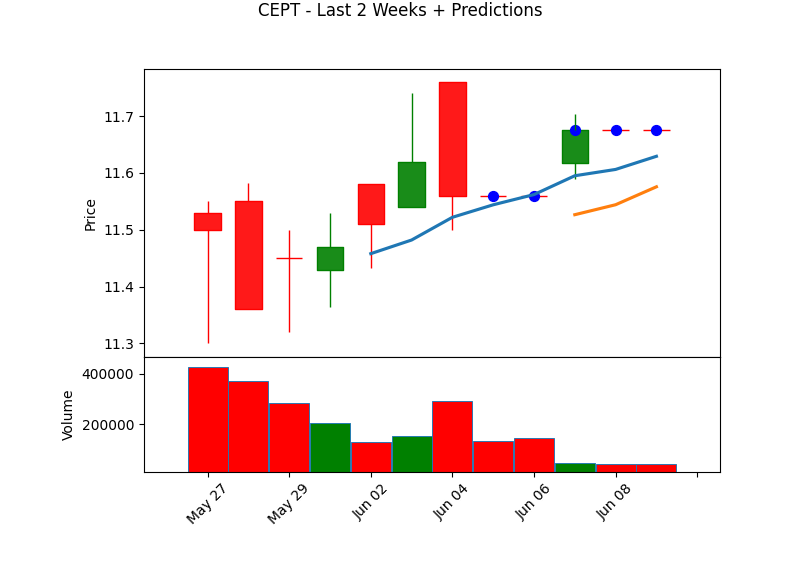 CEPT - Last 2 Weeks + Predictions
Price
11.7
11.6
11.5
11.4
11.3
Volume
400000
200000
May 27
May 29
Jun 02
Jun 04
Jun 06
Jun 08